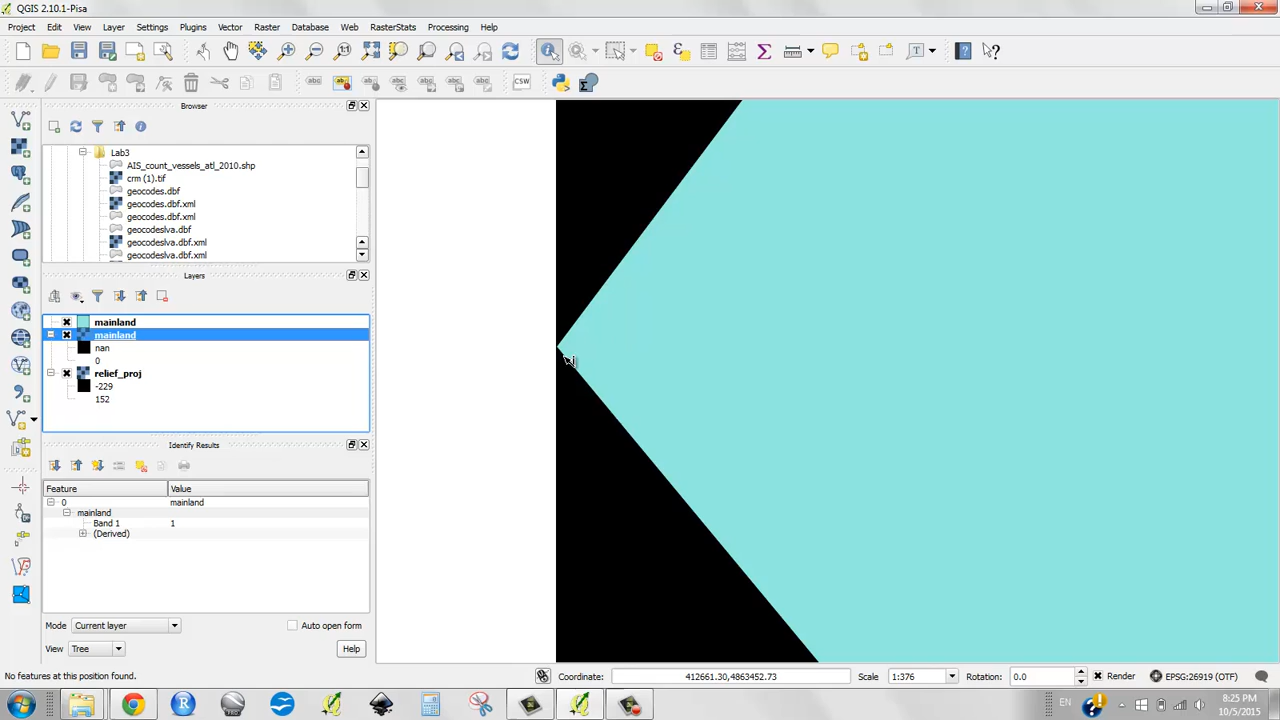 QGIS 2.10.1-Pisa
Project Edit View Layer Settings Plugins Vector Raster Database Web RasterStats Processing Help
CSW
Browser
Lab3
AIS_count_vessels_atl_2010.shp
crm (1).tif
geocodes.dbf
geocodes.dbf.xml
geocodes.dbf.xml
geocodeslva.dbf
geocodeslva.dbf.xml
geocodeslva.dbf.xml
Layers
mainland
mainland
nan
0
relief_proj
-229
152
Identify Results
Feature Value
0 mainland
mainland
Band 1 1
(Derived)
Mode Current layer Auto open form
View Tree Help
No features at this position found. Coordinate: 412661.30,4863452.73 Scale 1:376 Rotation: 0.0 Render EPSG:26919 (OTF)
EN 8:25 PM
10/5/2015